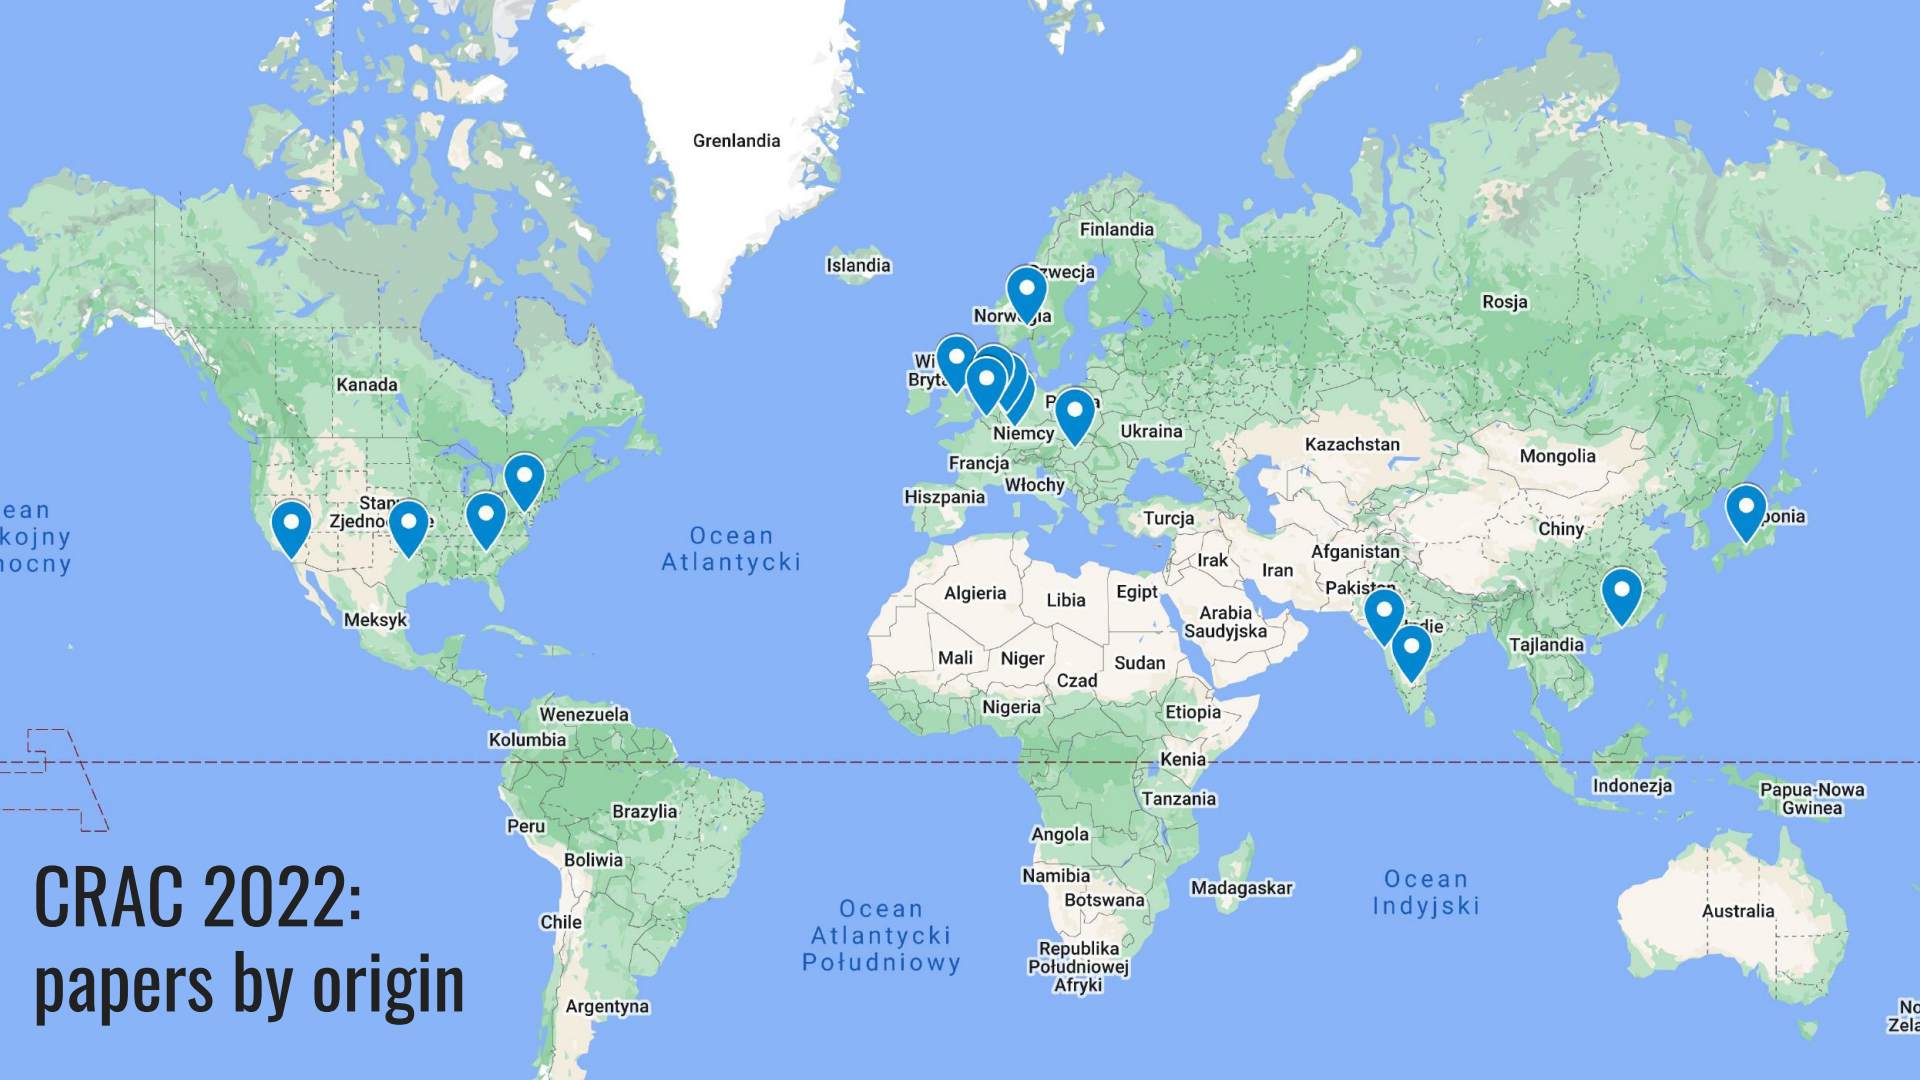 Grenlandia
Finlandia
Islandia
Rosja
Kanada
Ukraina
Niemcy
Kazachstan
Mongolia
Francja
Włochy
Hiszpania
Turcja
Chiny
Ocean
Atlantycki
Afganistan
Irak
Iran
Algieria
Libia
Egipt
Arabia
Saudyjska
Meksyk
Mali
Niger
Sudan
Czad
Tajlandia
Nigeria
Etiopia
Wenezuela
Kolumbia
Kenia
Indonezja
Tanzania
Papua-Nowa
Gwinea
Brazylia
Peru
Angola
Boliwia
Namibia
Botswana
Madagaskar
Ocean
Indyjski
Chile
Ocean
Atlantycki
Południowy
Australia
Republika
Południowej
Afryki
Argentyna
CRAC 2022:
papers by origin